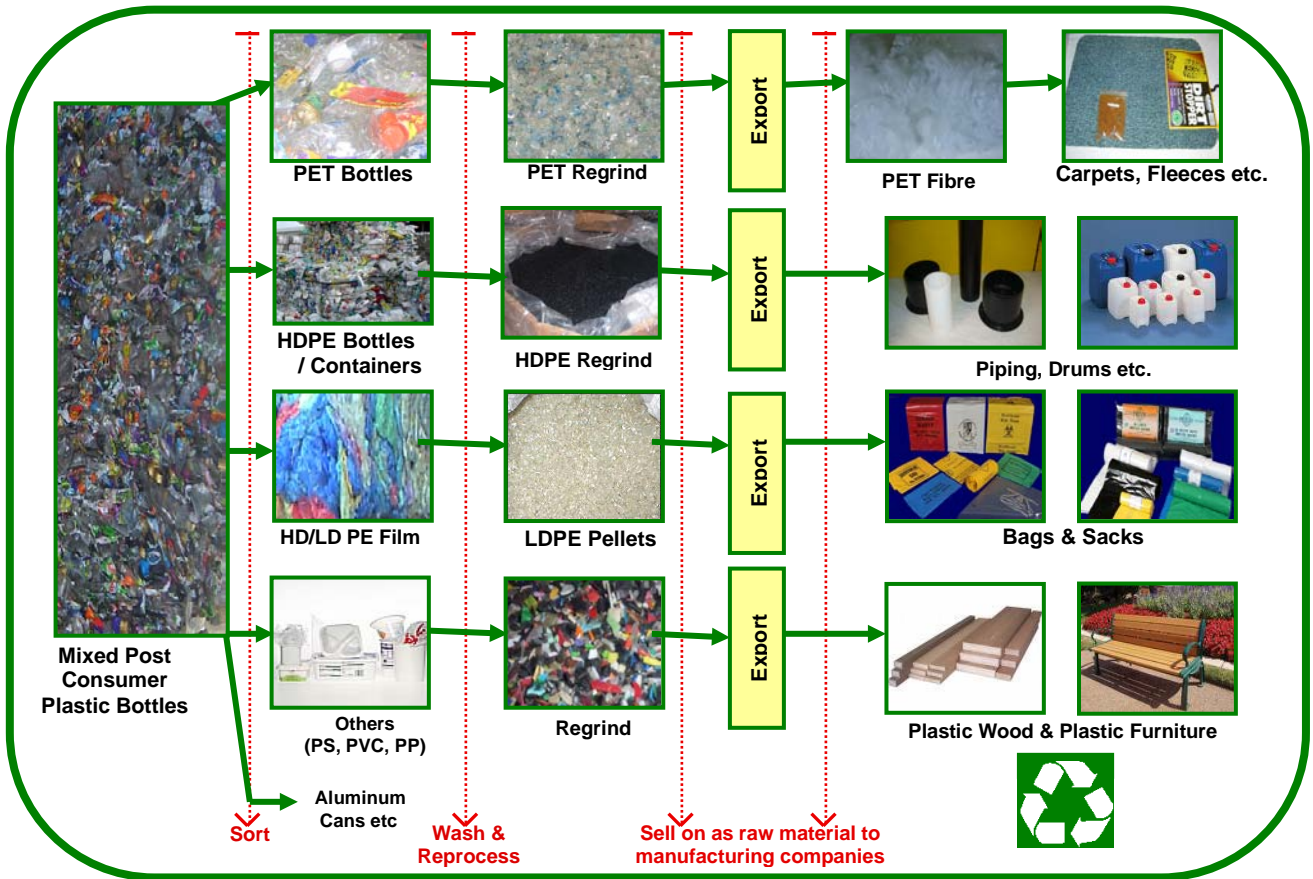 PET Bottles
PET Regrind
Export
PET Fibre
DIRT
STOPPER
Carpets, Fleeces etc.
HDPE Bottles
/ Containers
HDPE Regrind
Export
Piping, Drums etc.
HD/LD PE Film
LDPE Pellets
Export
Bags & Sacks
Mixed Post
Consumer
Plastic Bottles
Others
(PS, PVC, PP)
Regrind
Export
Plastic Wood & Plastic Furniture
Aluminum
Cans etc
Sort
Wash &
Reprocess
Sell on as raw material to
manufacturing companies